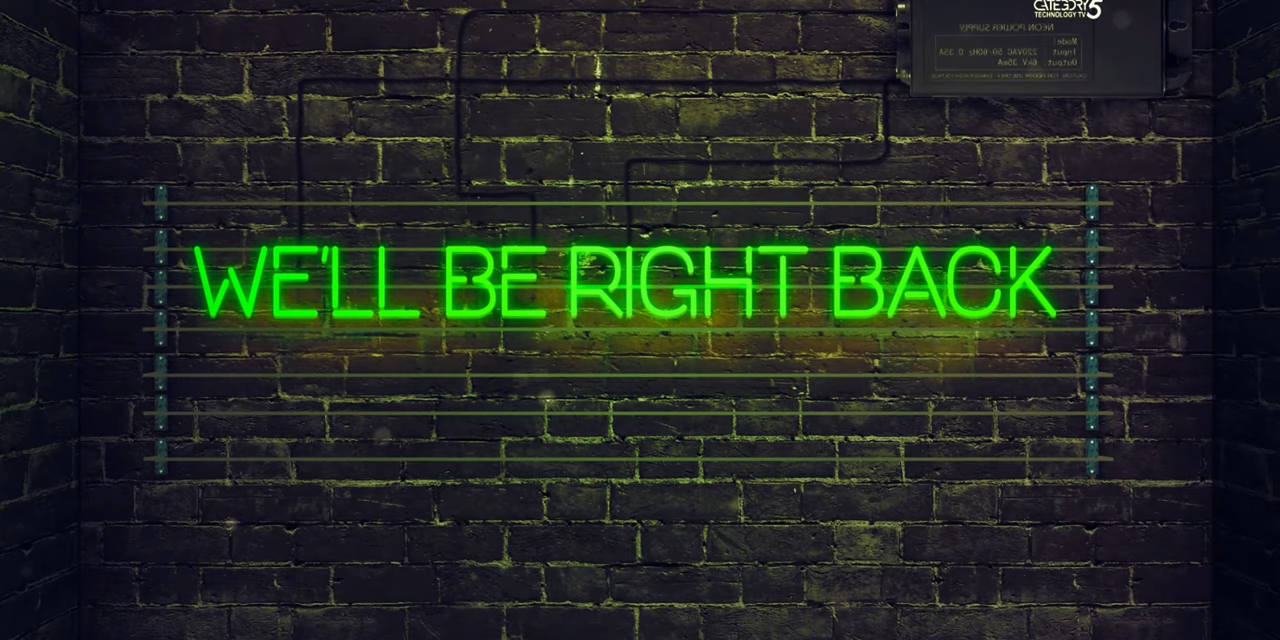 CATEGORY5
TECHNOLOGY TV
NEON POWER SUPPLY
Model
Input : 220VAC 50-60Hz 0.35A
Output: 6kV 35mA
WE'LL BE RIGHT BACK